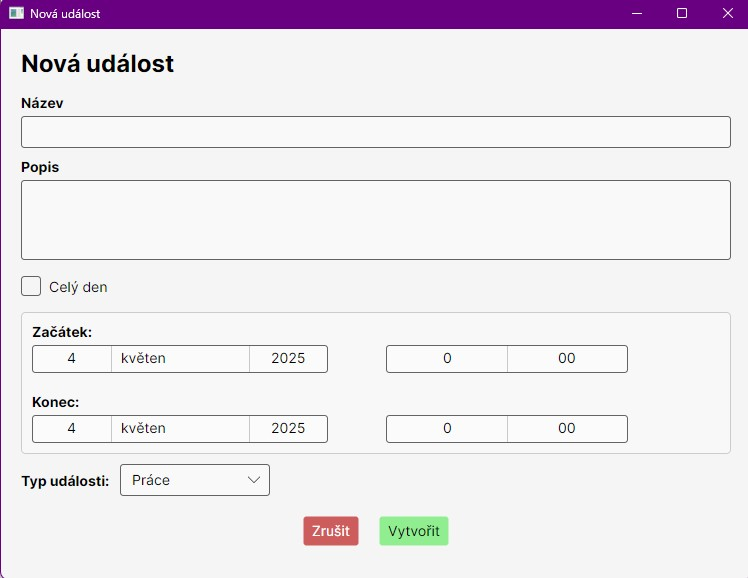 Nová událost
Nová událost
Název
Popis
Celý den
Začátek:
4 květen 2025 0 00
Konec:
4 květen 2025 0 00
Typ události: Práce
Zrušit Vytvořit